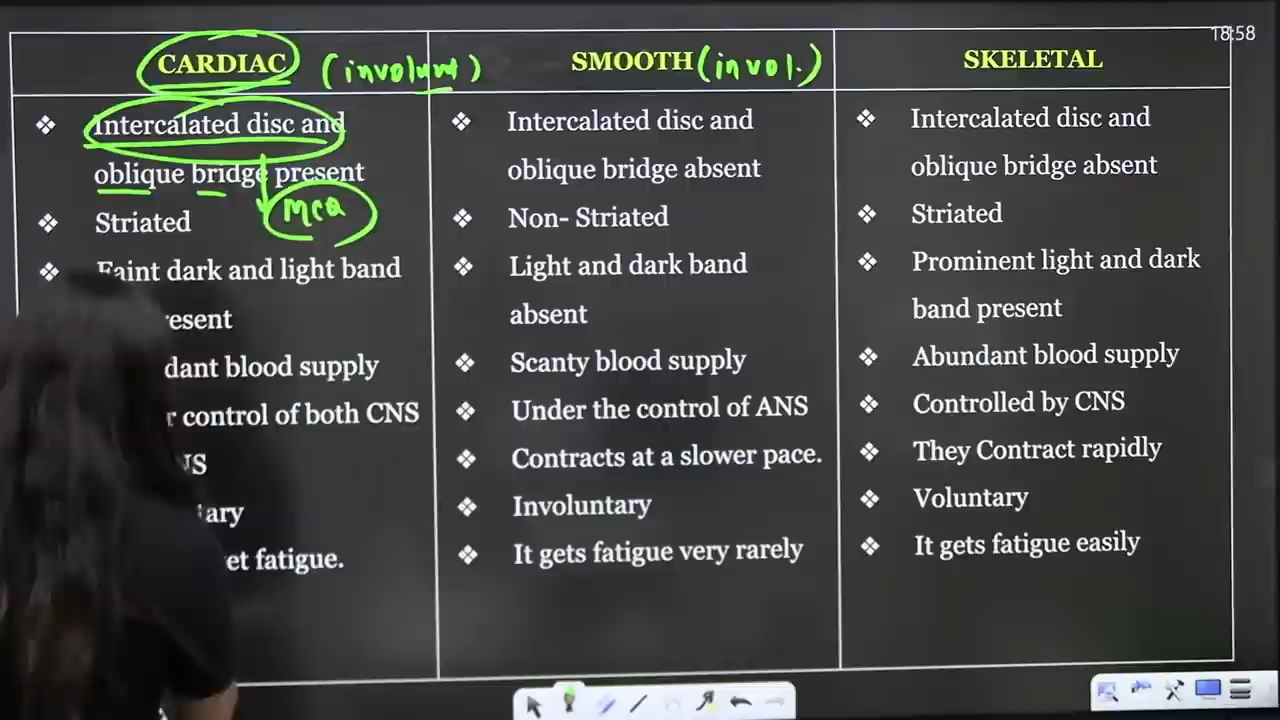 18:58
CARDIAC (involunt)
Intercalated disc and
oblique bridge present
MCQ
Striated
Faint dark and light band
resent
dant blood supply
r control of both CNS
NS
ary
et fatigue.
SMOOTH (invol.)
Intercalated disc and
oblique bridge absent
Non- Striated
Light and dark band
absent
Scanty blood supply
Under the control of ANS
Contracts at a slower pace.
Involuntary
It gets fatigue very rarely
SKELETAL
Intercalated disc and
oblique bridge absent
Striated
Prominent light and dark
band present
Abundant blood supply
Controlled by CNS
They Contract rapidly
Voluntary
It gets fatigue easily